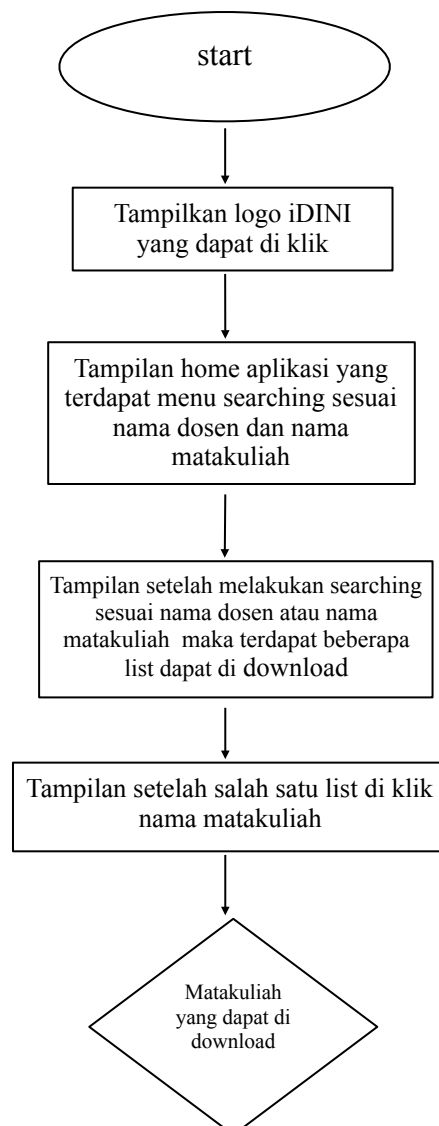 start
Tampilkan logo iDINI
yang dapat di klik
Tampilan home aplikasi yang
terdapat menu searching sesuai
nama dosen dan nama
matakuliah
Tampilan setelah melakukan searching
sesuai nama dosen atau nama
matakuliah maka terdapat beberapa
list dapat di download
Tampilan setelah salah satu list di klik
nama matakuliah
Matakuliah
yang dapat di
download